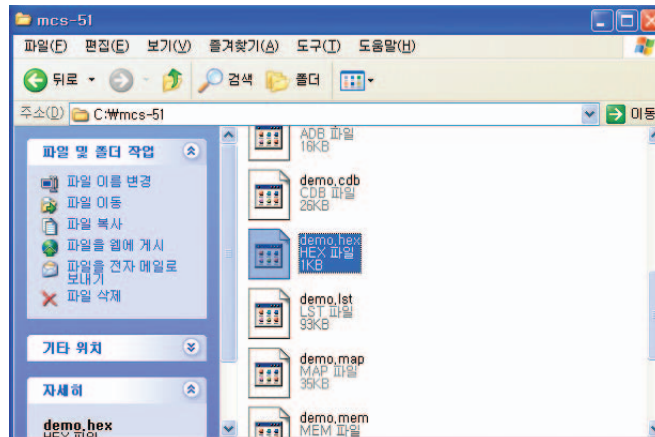 mcs-51
파일(F) 편집(E) 보기(V) 즐겨찾기(A) 도구(T) 도움말(H)
뒤로 검색 폴더
주소(D) C:₩mcs-51 이동
파일 및 폴더 작업
파일 이름 변경
파일 이동
파일 복사
파일을 웹에 게시
파일을 전자 메일로
보내기
파일 삭제
기타 위치
자세히
demo.hex
HEX 파일
ADB 파일
16KB
demo.cdb
CDB 파일
26KB
demo.hex
HEX 파일
1KB
demo.lst
LST 파일
93KB
demo.map
MAP 파일
35KB
demo.mem
MEM 파일